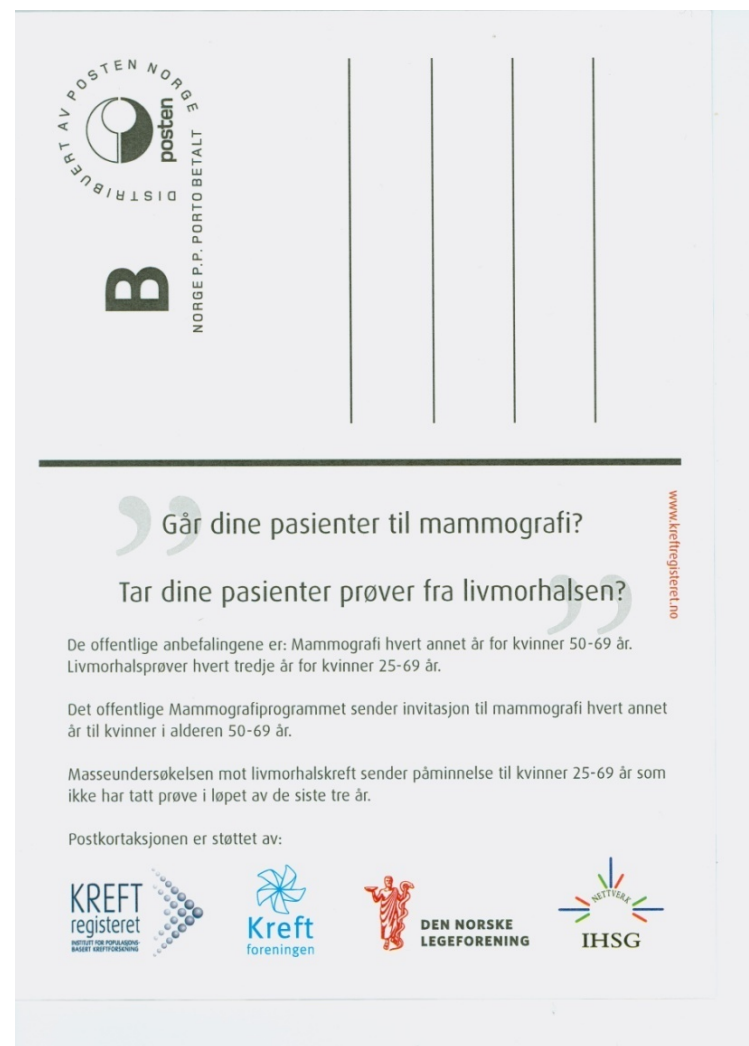 DISTRIBUERT AV POSTEN NORGE
posten
B
NORGE P.P. PORTO BETALT
www.kreftregisteret.no
” Går dine pasienter til mammografi?
Tar dine pasienter prøver fra livmorhalsen? ”
De offentlige anbefalingene er: Mammografi hvert annet år for kvinner 50-69 år.
Livmorhalsprøver hvert tredje år for kvinner 25-69 år.
Det offentlige Mammografiprogrammet sender invitasjon til mammografi hvert annet
år til kvinner i alderen 50-69 år.
Masseundersøkelsen mot livmorhalskreft sender påminnelse til kvinner 25-69 år som
ikke har tatt prøve i løpet av de siste tre år.
Postkortaksjonen er støttet av:
KREFT
registeret
INSTITUTT FOR POPULASJONS-
BASERT KREFTFORSKNING
Kreft
foreningen
DEN NORSKE
LEGEFORENING
NETTVERK
IHSG